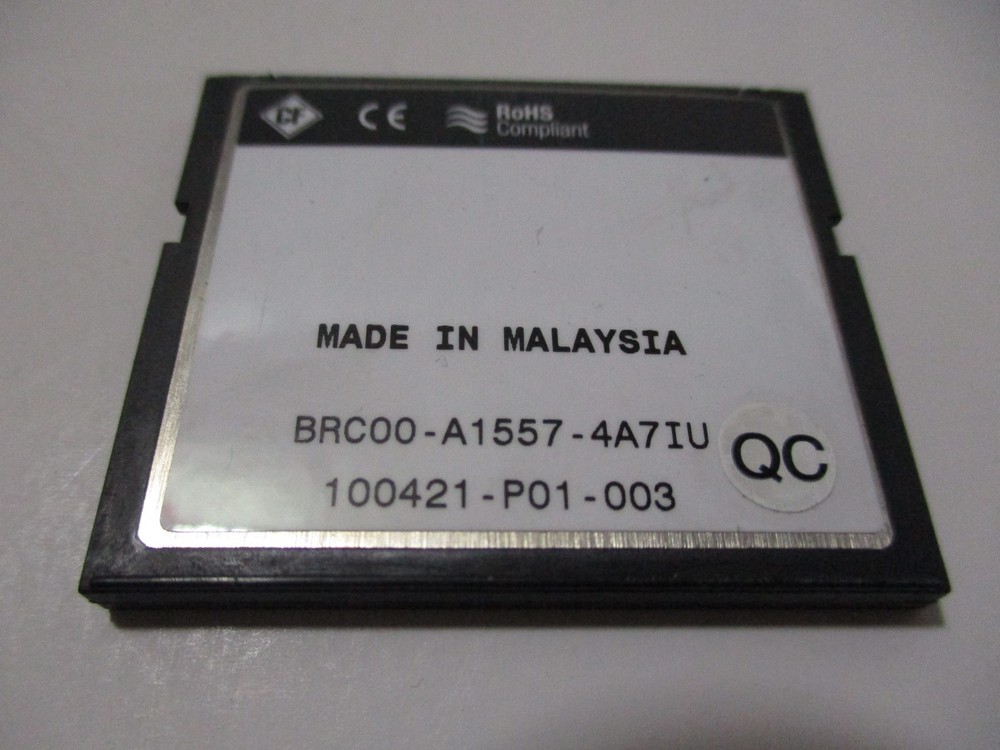 CF CE RoHS
Compliant
MADE IN MALAYSIA
BRC00-A1557-4A7IU
QC
100421-P01-003